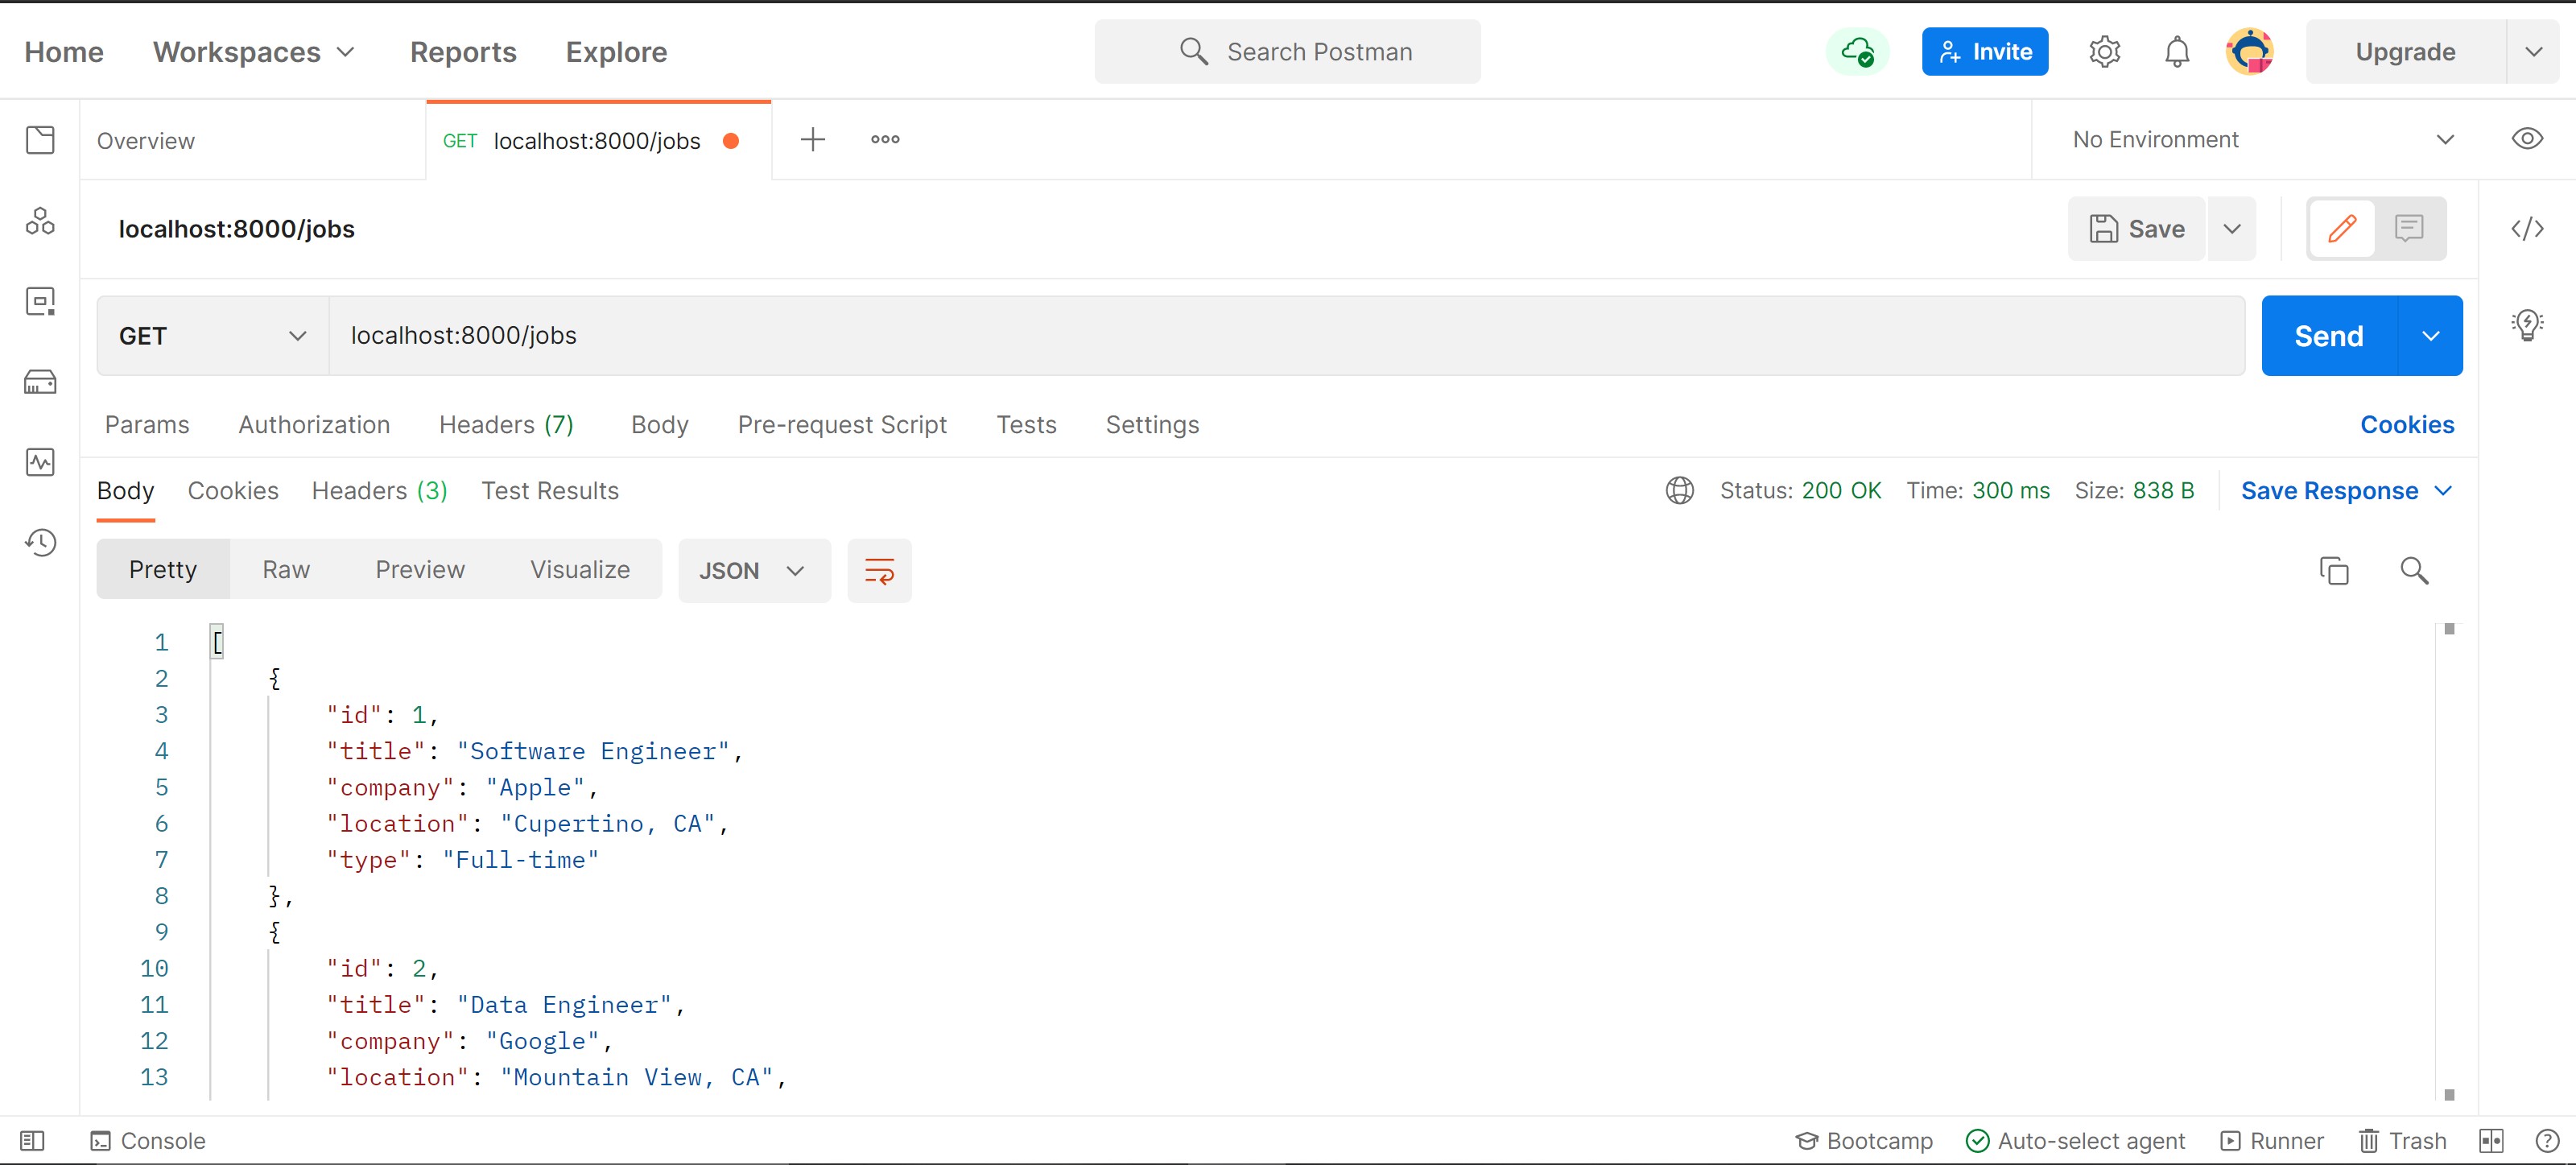 Home Workspaces Reports Explore Search Postman Invite Upgrade
Overview GET localhost:8000/jobs No Environment
localhost:8000/jobs Save
GET localhost:8000/jobs Send
Params Authorization Headers (7) Body Pre-request Script Tests Settings Cookies
Body Cookies Headers (3) Test Results Status: 200 OK Time: 300 ms Size: 838 B Save Response
Pretty Raw Preview Visualize JSON
1 [
2 {
3 "id": 1,
4 "title": "Software Engineer",
5 "company": "Apple",
6 "location": "Cupertino, CA",
7 "type": "Full-time"
8 },
9 {
10 "id": 2,
11 "title": "Data Engineer",
12 "company": "Google",
13 "location": "Mountain View, CA",
Console Bootcamp Auto-select agent Runner Trash